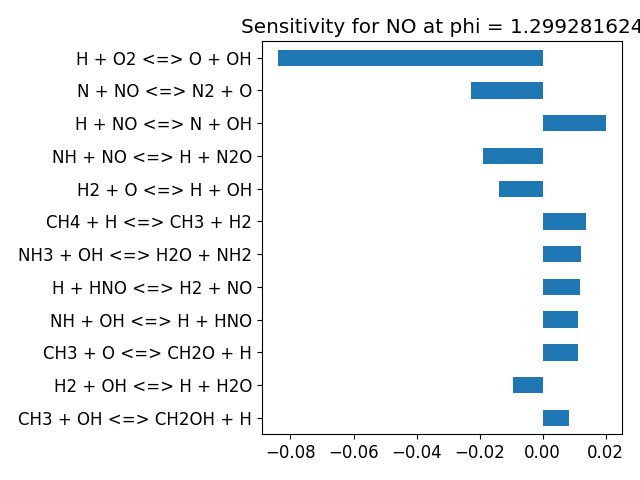 Sensitivity for NO at phi = 1.299281624
H + O2 <=> O + OH
N + NO <=> N2 + O
H + NO <=> N + OH
NH + NO <=> H + N2O
H2 + O <=> H + OH
CH4 + H <=> CH3 + H2
NH3 + OH <=> H2O + NH2
H + HNO <=> H2 + NO
NH + OH <=> H + HNO
CH3 + O <=> CH2O + H
H2 + OH <=> H + H2O
CH3 + OH <=> CH2OH + H
−0.08 −0.06 −0.04 −0.02 0.00 0.02